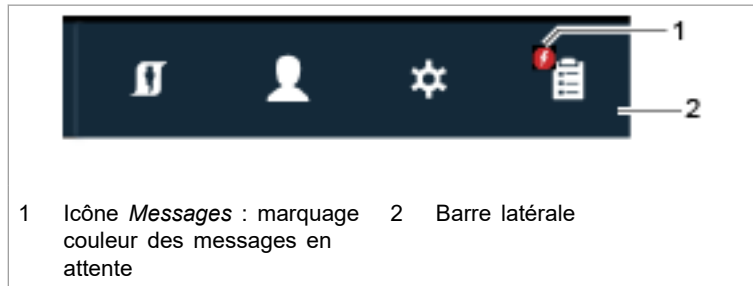 1
2
1 Icône Messages : marquage
couleur des messages en
attente
2 Barre latérale